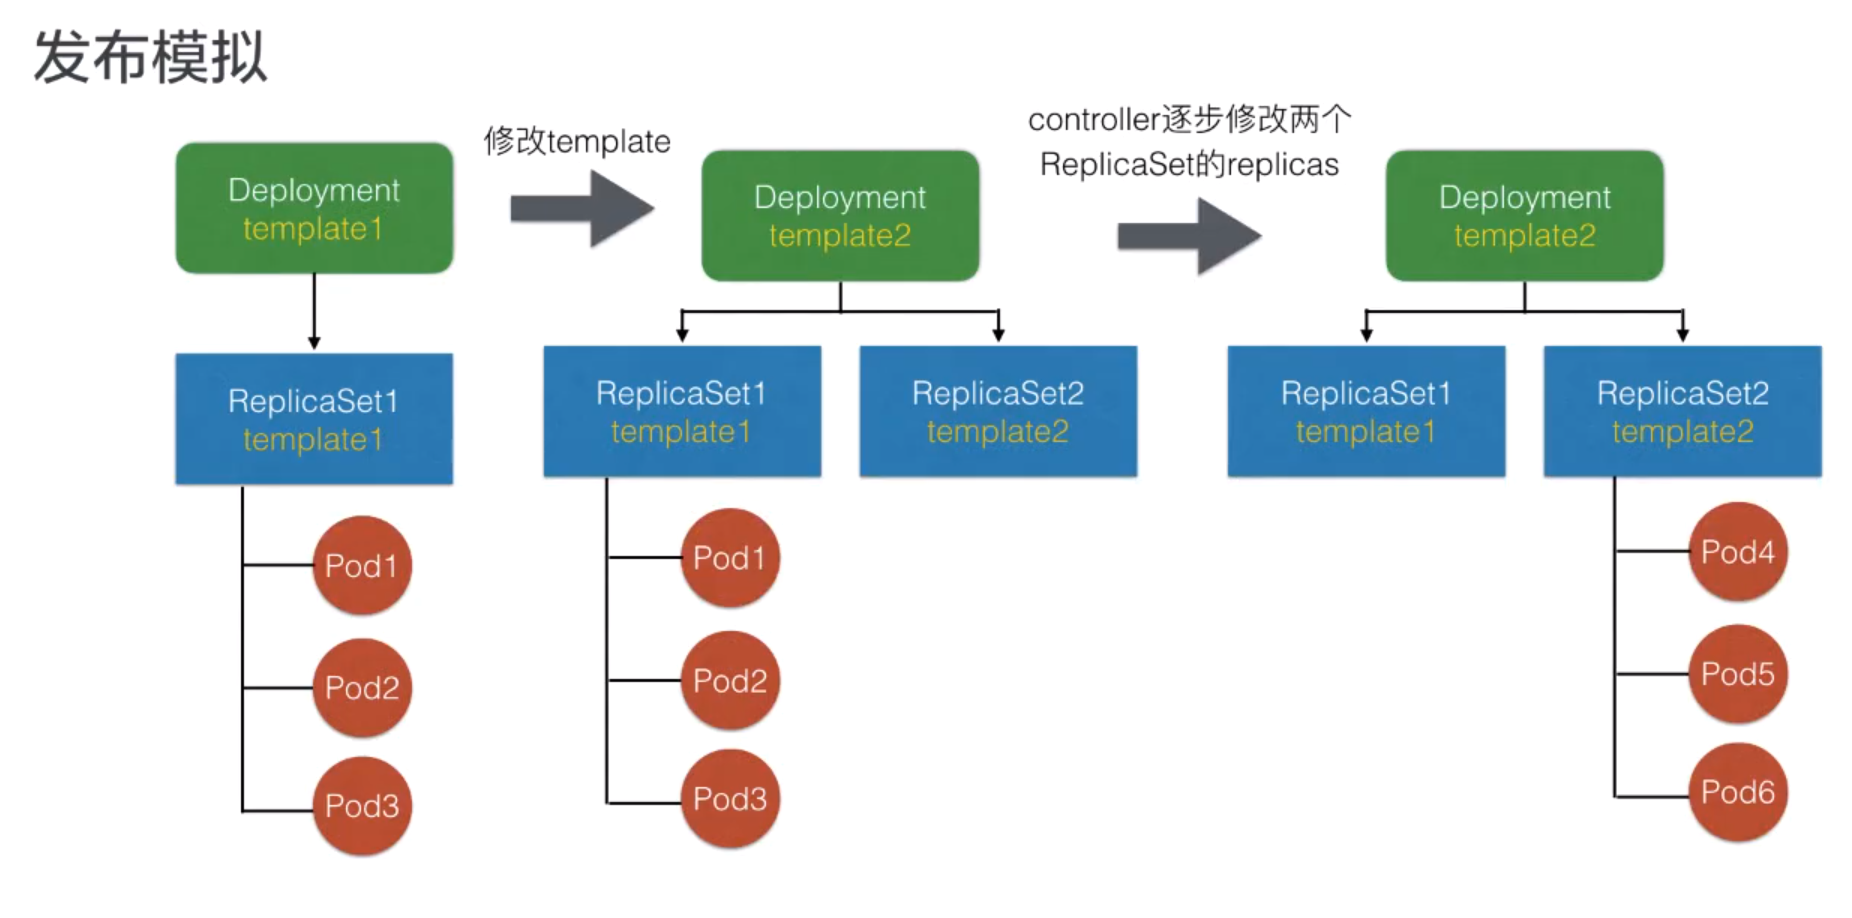 发布模拟
Deployment
template1
ReplicaSet1
template1
Pod1
Pod2
Pod3
修改template
Deployment
template2
ReplicaSet1
template1
ReplicaSet2
template2
Pod1
Pod2
Pod3
controller逐步修改两个
ReplicaSet的replicas
Deployment
template2
ReplicaSet1
template1
ReplicaSet2
template2
Pod4
Pod5
Pod6